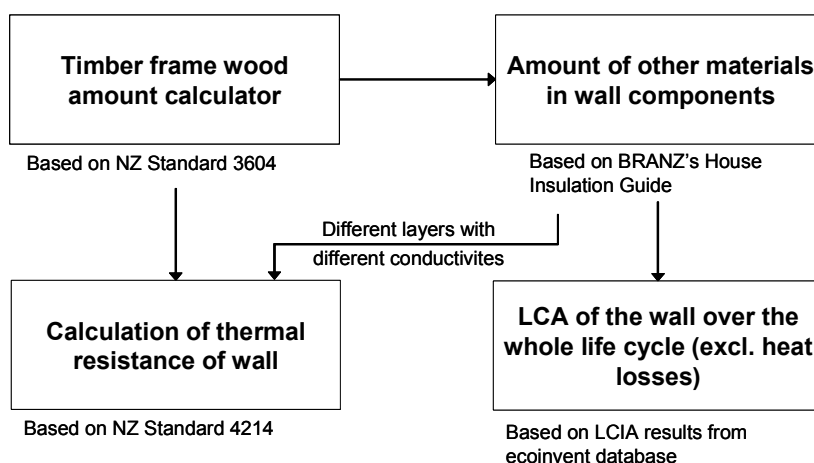 Timber frame wood
amount calculator
Amount of other materials
in wall components
Based on NZ Standard 3604
Based on BRANZ's House
Insulation Guide
Different layers with
different conductivites
Calculation of thermal
resistance of wall
LCA of the wall over the
whole life cycle (excl. heat
losses)
Based on NZ Standard 4214
Based on LCIA results from
ecoinvent database